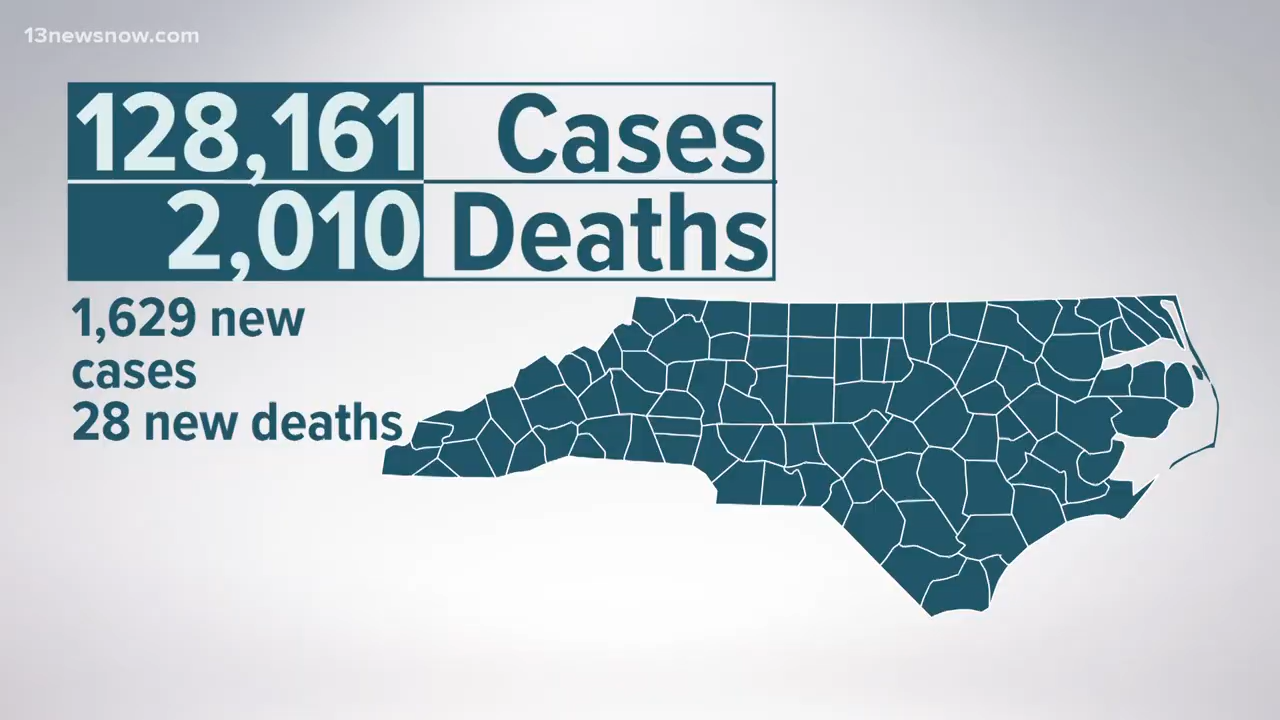 13newsnow.com
128,161 Cases
2,010 Deaths
1,629 new
cases
28 new deaths